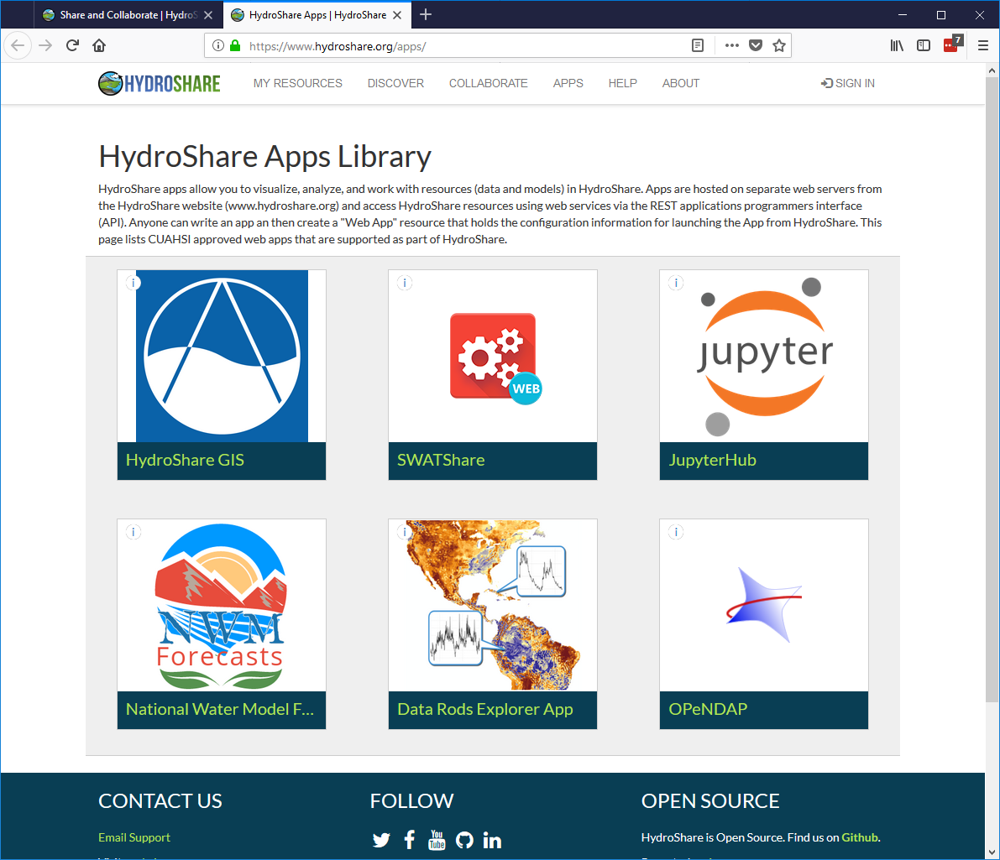 Share and Collaborate | HydroS
HydroShare Apps | HydroShare
https://www.hydroshare.org/apps/
7
HYDROSHARE
MY RESOURCES
DISCOVER
COLLABORATE
APPS
HELP
ABOUT
SIGN IN
HydroShare Apps Library
HydroShare apps allow you to visualize, analyze, and work with resources (data and models) in HydroShare. Apps are hosted on separate web servers from
the HydroShare website (www.hydroshare.org) and access HydroShare resources using web services via the REST applications programmers interface
(API). Anyone can write an app an then create a "Web App" resource that holds the configuration information for launching the App from HydroShare. This
page lists CUAHSI approved web apps that are supported as part of HydroShare.
i
i
i
WEB
jupyter
HydroShare GIS
SWATShare
JupyterHub
i
i
i
NWM
Forecasts
National Water Model F...
Data Rods Explorer App
OPeNDAP
CONTACT US
FOLLOW
OPEN SOURCE
Email Support
You
Tube
HydroShare is Open Source. Find us on Github.